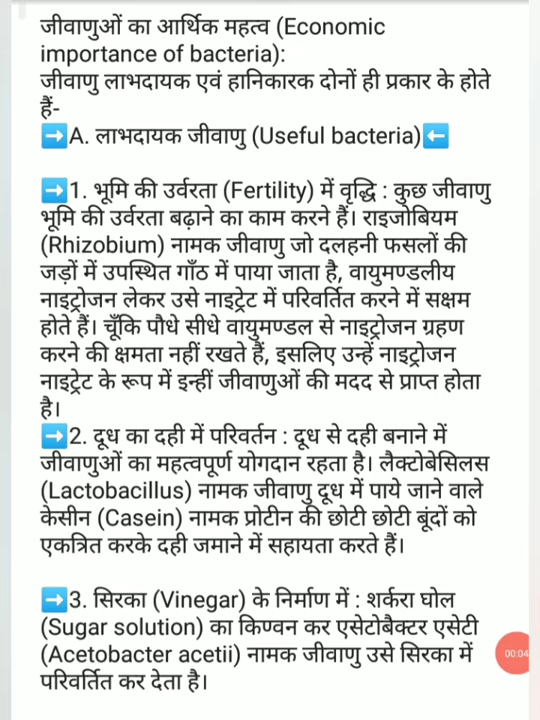 जीवाणुओं का आर्थिक महत्व (Economic
importance of bacteria):
जीवाणु लाभदायक एवं हानिकारक दोनों ही प्रकार के होते
हैं-
➡️A. लाभदायक जीवाणु (Useful bacteria)⬅️
➡️1. भूमि की उर्वरता (Fertility) में वृद्धि : कुछ जीवाणु
भूमि की उर्वरता बढ़ाने का काम करने हैं। राइजोबियम
(Rhizobium) नामक जीवाणु जो दलहनी फसलों की
जड़ों में उपस्थित गाँठ में पाया जाता है, वायुमण्डलीय
नाइट्रोजन लेकर उसे नाइट्रेट में परिवर्तित करने में सक्षम
होते हैं। चूँकि पौधे सीधे वायुमण्डल से नाइट्रोजन ग्रहण
करने की क्षमता नहीं रखते हैं, इसलिए उन्हें नाइट्रोजन
नाइट्रेट के रूप में इन्हीं जीवाणुओं की मदद से प्राप्त होता
है।
➡️2. दूध का दही में परिवर्तन : दूध से दही बनाने में
जीवाणुओं का महत्वपूर्ण योगदान रहता है। लैक्टोबेसिलस
(Lactobacillus) नामक जीवाणु दूध में पाये जाने वाले
केसीन (Casein) नामक प्रोटीन की छोटी छोटी बूंदों को
एकत्रित करके दही जमाने में सहायता करते हैं।
➡️3. सिरका (Vinegar) के निर्माण में : शर्करा घोल
(Sugar solution) का किण्वन कर एसेटोबैक्टर एसेटी
(Acetobacter acetii) नामक जीवाणु उसे सिरका में
परिवर्तित कर देता है।
00:04